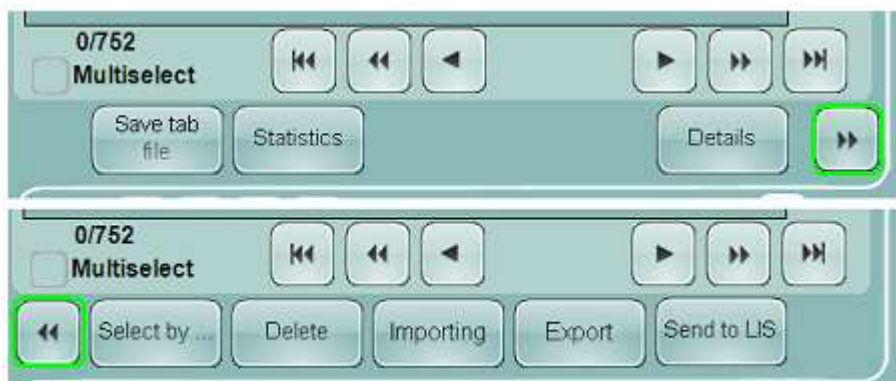 0/752
Multiselect
Save tab
file
Statistics
Details
0/752
Multiselect
Select by ...
Delete
Importing
Export
Send to LIS